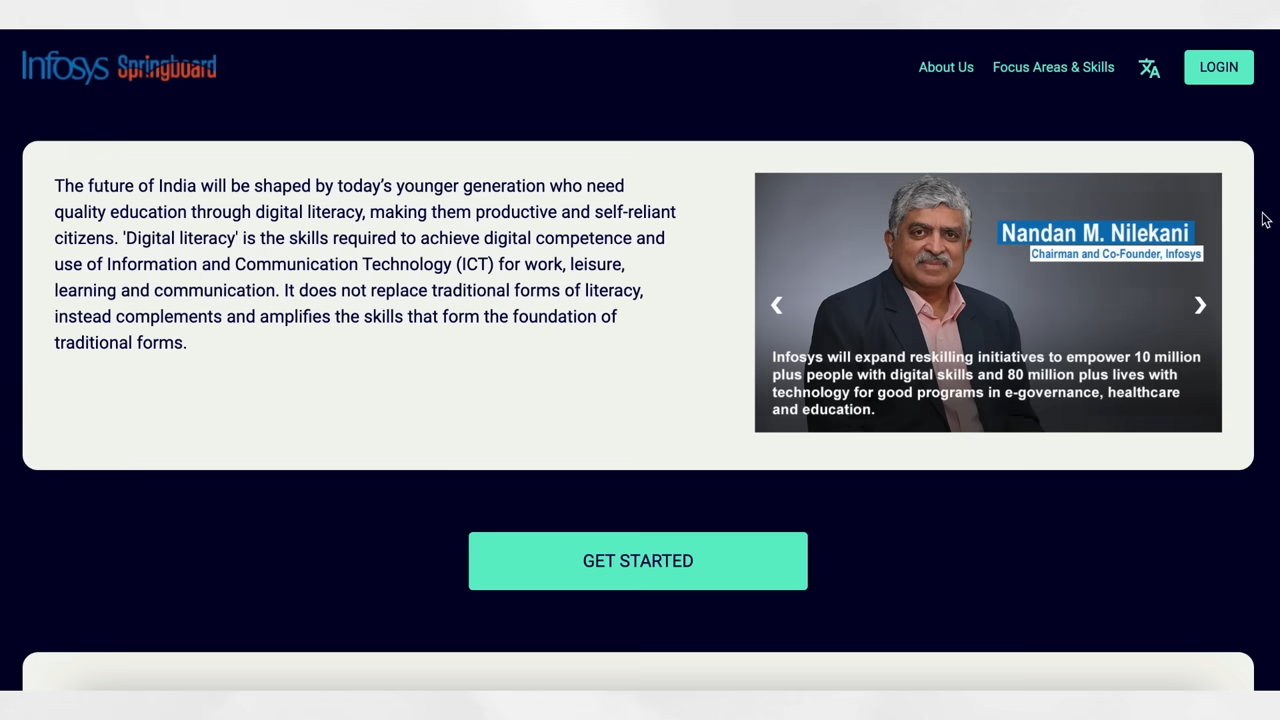 Infosys Springboard
About Us
Focus Areas & Skills
LOGIN
The future of India will be shaped by today’s younger generation who need
quality education through digital literacy, making them productive and self-reliant
citizens. 'Digital literacy' is the skills required to achieve digital competence and
use of Information and Communication Technology (ICT) for work, leisure,
learning and communication. It does not replace traditional forms of literacy,
instead complements and amplifies the skills that form the foundation of
traditional forms.
Nandan M. Nilekani
Chairman and Co-Founder, Infosys
Infosys will expand reskilling initiatives to empower 10 million
plus people with digital skills and 80 million plus lives with
technology for good programs in e-governance, healthcare
and education.
GET STARTED